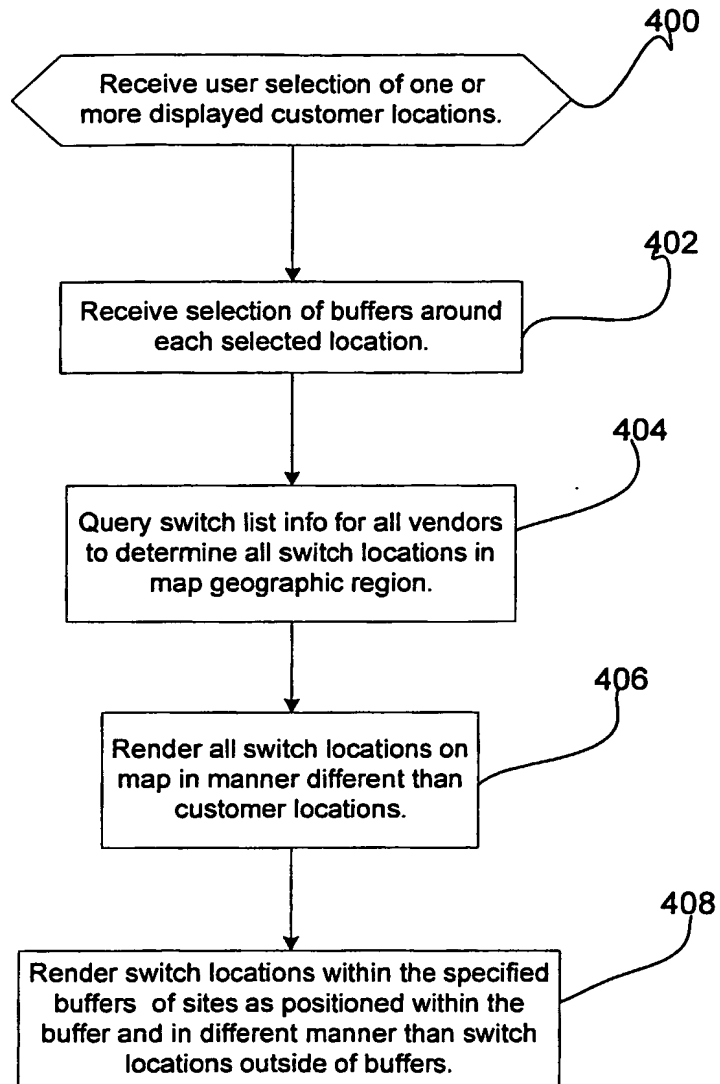 400
Receive user selection of one or
more displayed customer locations.
402
Receive selection of buffers around
each selected location.
404
Query switch list info for all vendors
to determine all switch locations in
map geographic region.
406
Render all switch locations on
map in manner different than
customer locations.
408
Render switch locations within the specified
buffers of sites as positioned within the
buffer and in different manner than switch
locations outside of buffers.